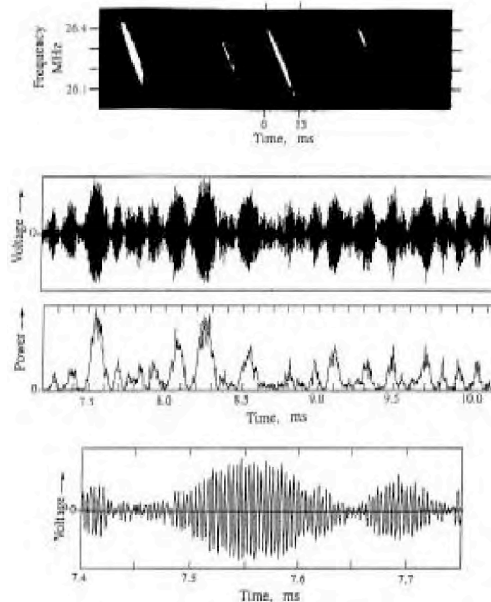 Frequency
MHz
26.4
26.1
0 13
Time, ms
Voltage
0
Power
0
7.5 8.0 8.5 9.0 9.5 10.0
Time, ms
Voltage
0
7.4 7.5 7.6 7.7
Time, ms